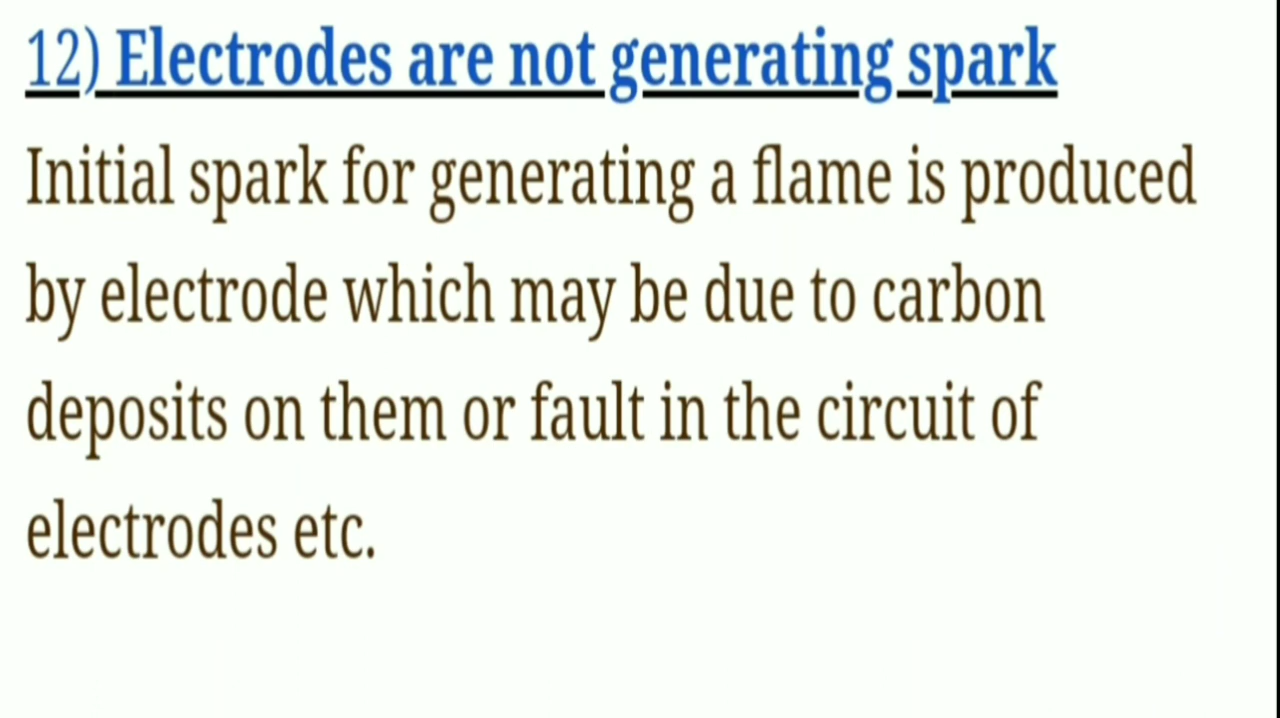 12) Electrodes are not generating spark
Initial spark for generating a flame is produced
by electrode which may be due to carbon
deposits on them or fault in the circuit of
electrodes etc.